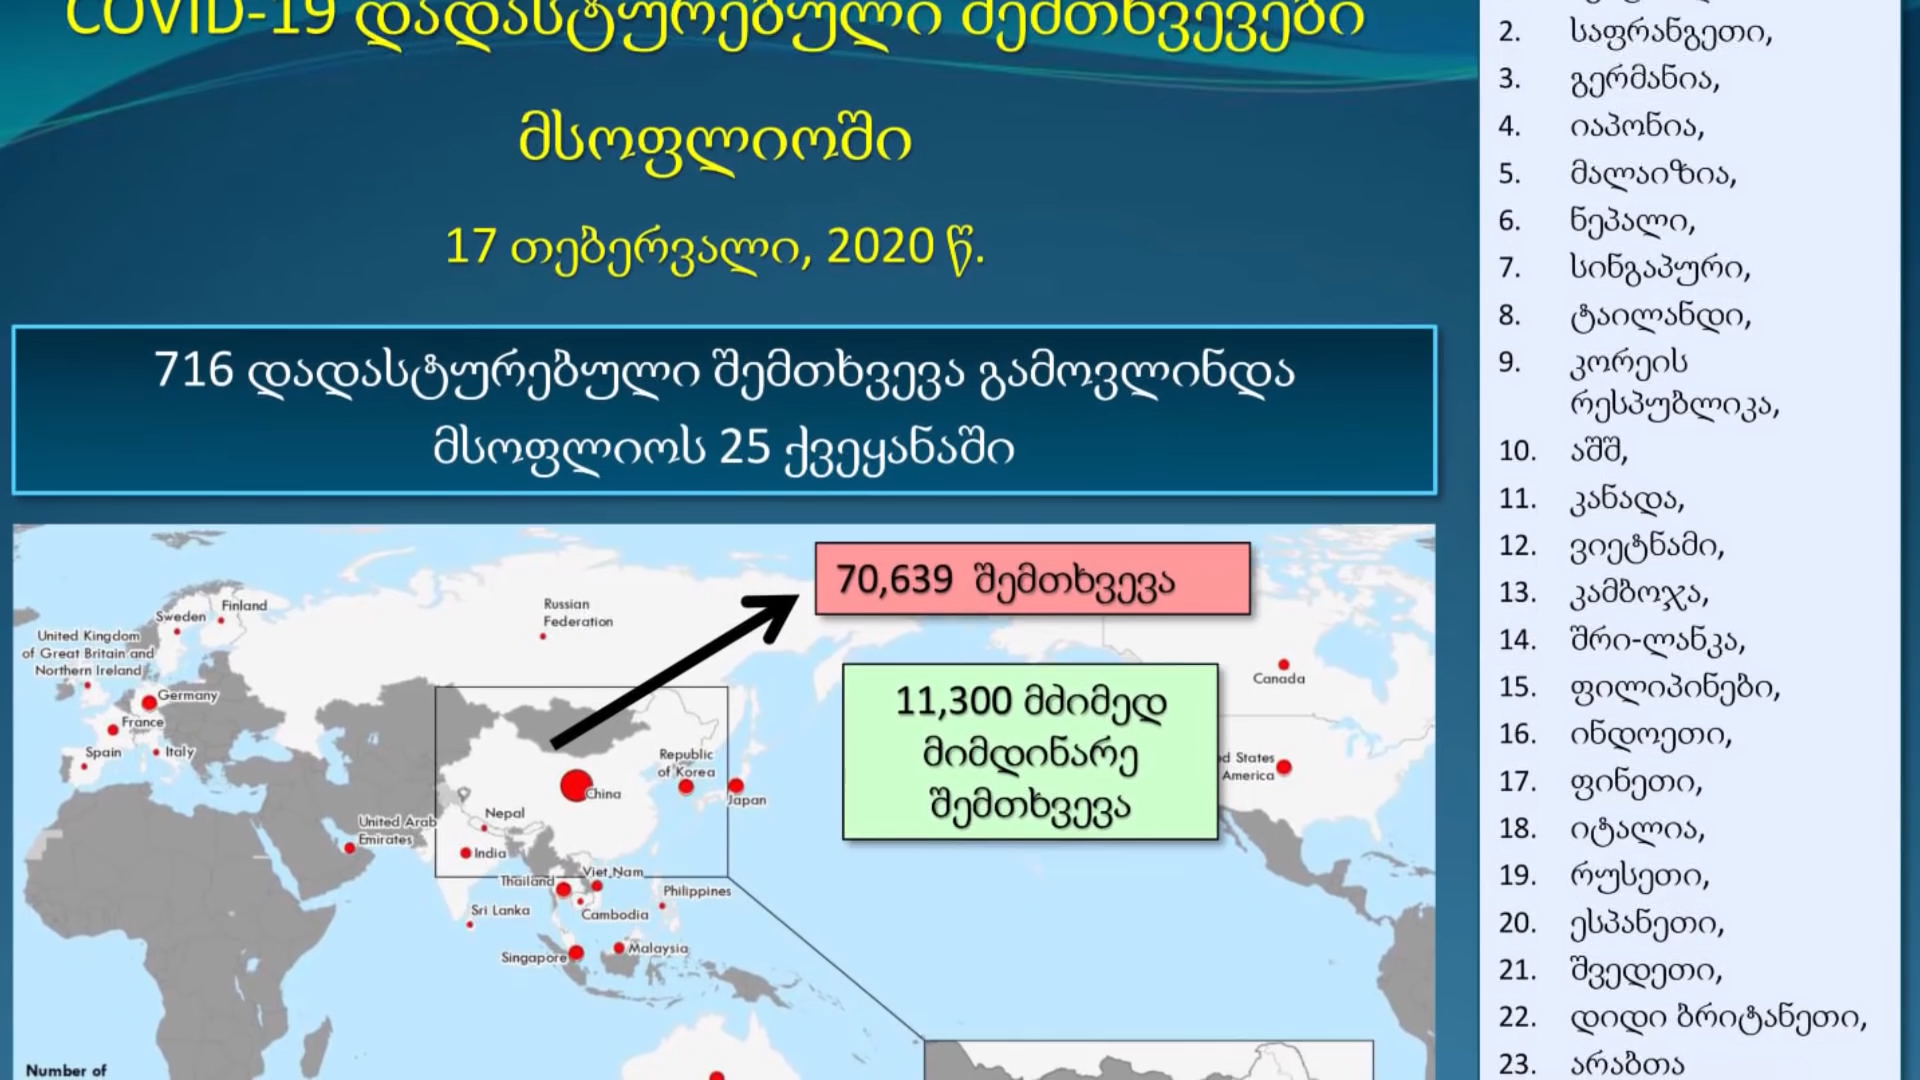 COVID-19 დადასტურებული შემთხვევები
მსოფლიოში
17 თებერვალი, 2020 წ.
716 დადასტურებული შემთხვევა გამოვლინდა
მსოფლიოს 25 ქვეყანაში
70,639 შემთხვევა
11,300 მძიმედ
მიმდინარე
შემთხვევა
Finland
Sweden
Russian
Federation
United Kingdom
of Great Britain and
Northern Ireland
Germany
France
Spain
Italy
Canada
Republic
of Korea
d States
America
China
Japan
Nepal
United Arab
Emirates
India
Thailand
Viet Nam
Philippines
Sri Lanka
Cambodia
Singapore
Malaysia
Number of
2. საფრანგეთი,
3. გერმანია,
4. იაპონია,
5. მალაიზია,
6. ნეპალი,
7. სინგაპური,
8. ტაილანდი,
9. კორეის
რესპუბლიკა,
10. აშშ,
11. კანადა,
12. ვიეტნამი,
13. კამბოჯა,
14. შრი-ლანკა,
15. ფილიპინები,
16. ინდოეთი,
17. ფინეთი,
18. იტალია,
19. რუსეთი,
20. ესპანეთი,
21. შვედეთი,
22. დიდი ბრიტანეთი,
23. არაბთა